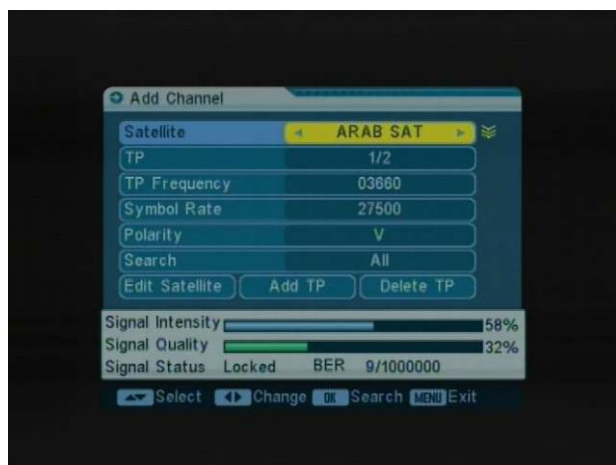 Add Channel
Satellite ARAB SAT
TP 1/2
TP Frequency 03660
Symbol Rate 27500
Polarity V
Search All
Edit Satellite Add TP Delete TP
Signal Intensity 58%
Signal Quality 32%
Signal Status Locked BER 9/1000000
Select Change OK Search MENU Exit